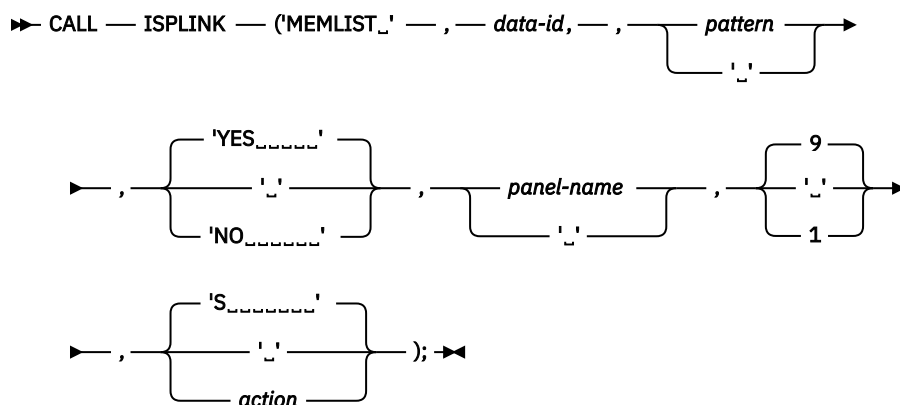 CALL ISPLINK ('MEMLIST␣' , data-id, , pattern
'␣'
'YES␣␣␣␣␣'
, '␣' , panel-name , '␣'
'NO␣␣␣␣␣␣' '␣' 1
9
'S␣␣␣␣␣␣␣'
, '␣' );
action